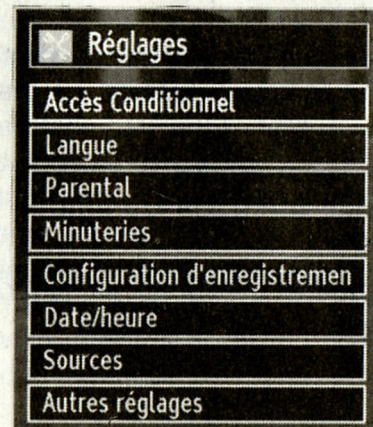 Réglages
Accès Conditionnel
Langue
Parental
Minuteries
Configuration d'enregistremen
Date/heure
Sources
Autres réglages